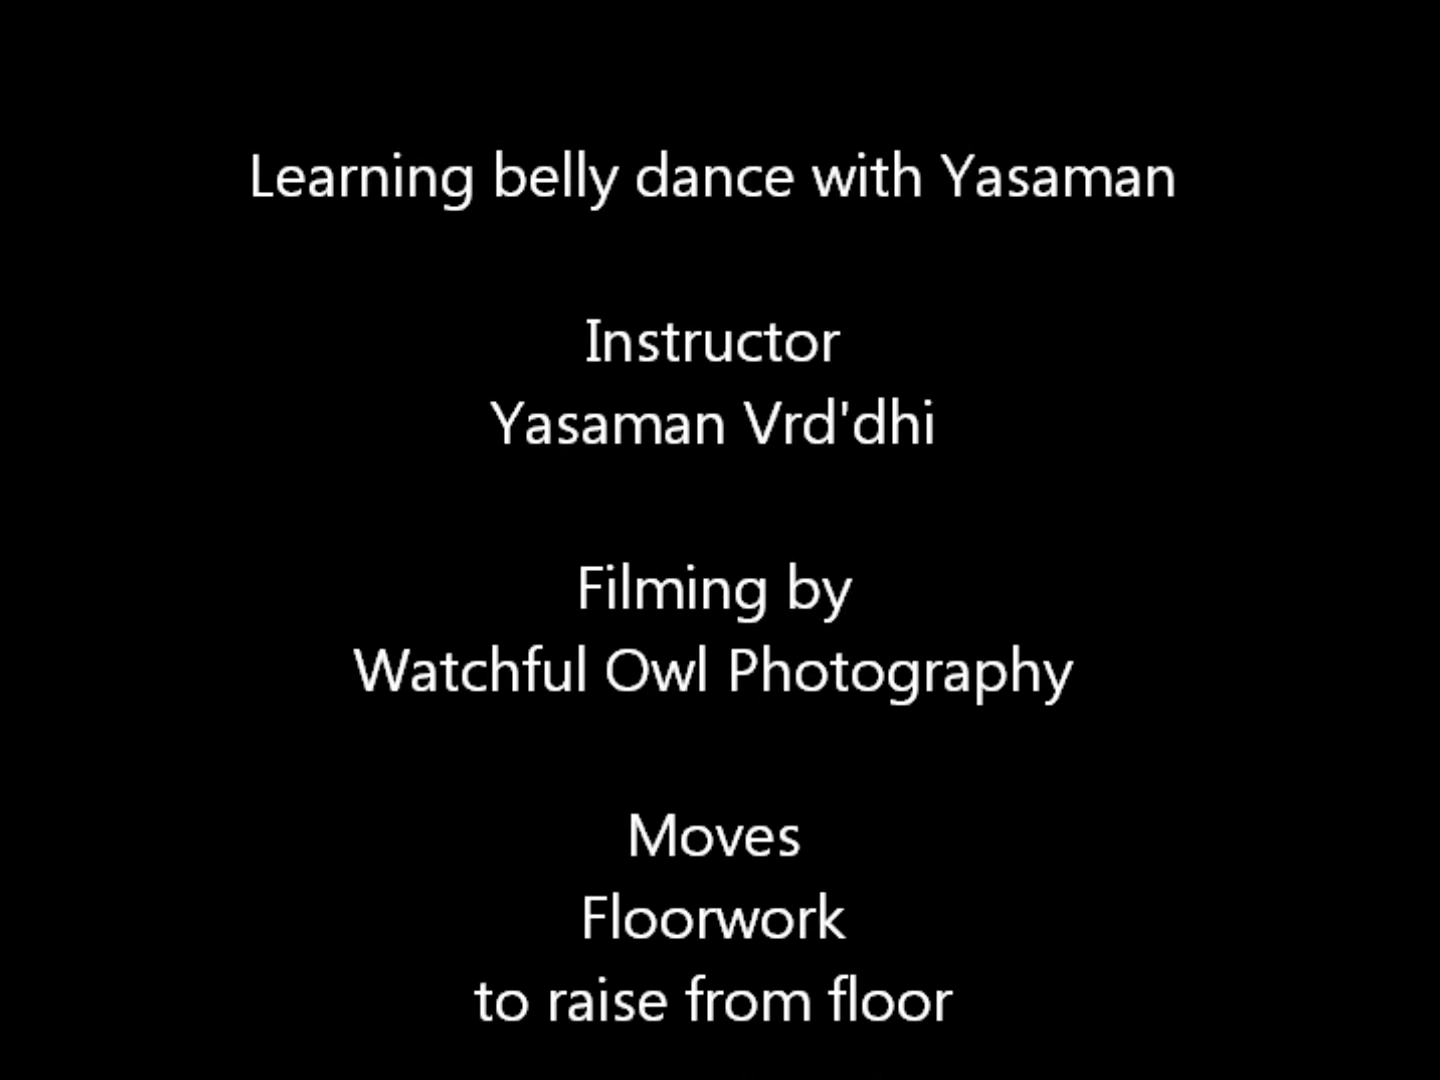 Learning belly dance with Yasaman
Instructor
Yasaman Vrd'dhi
Filming by
Watchful Owl Photography
Moves
Floorwork
to raise from floor